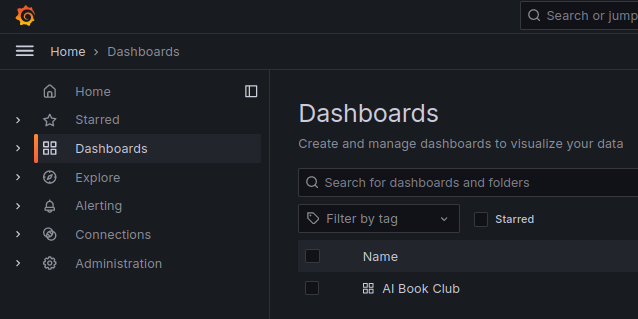 Search or jump
Home › Dashboards
Home
Starred
Dashboards
Explore
Alerting
Connections
Administration
Dashboards
Create and manage dashboards to visualize your data
Search for dashboards and folders
Filter by tag
Starred
Name
AI Book Club